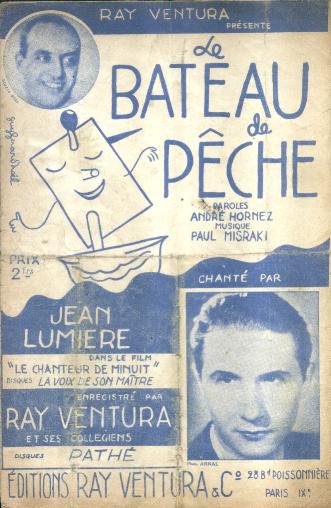 RAY VENTURA
PRÉSENTE
Le
BATEAU
de
PÊCHE
PAROLES
ANDRÉ HORNEZ
MUSIQUE
PAUL MISRAKI
PRIX
2 Frs
CHANTÉ PAR
JEAN
LUMIERE
DANS LE FILM
"LE CHANTEUR DE MINUIT"
DISQUES LA VOIX DE SON MAÎTRE
ENREGISTRÉ PAR
RAY VENTURA
ET SES COLLEGIENS
DISQUES PATHÉ
PHOT. ARRAL
ÉDITIONS RAY VENTURA & Co 28 Bd POISSONNIÈRE
PARIS IXe